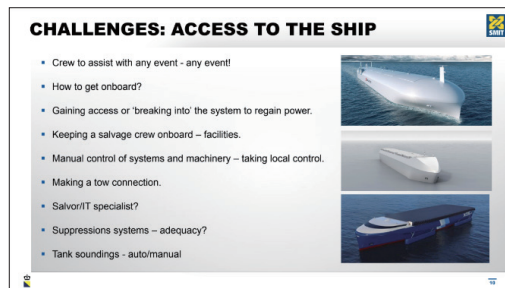 CHALLENGES: ACCESS TO THE SHIP
SMIT
Crew to assist with any event - any event!
How to get onboard?
Gaining access or 'breaking into' the system to regain power.
Keeping a salvage crew onboard – facilities.
Manual control of systems and machinery – taking local control.
Making a tow connection.
Salvor/IT specialist?
Suppressions systems – adequacy?
Tank soundings - auto/manual